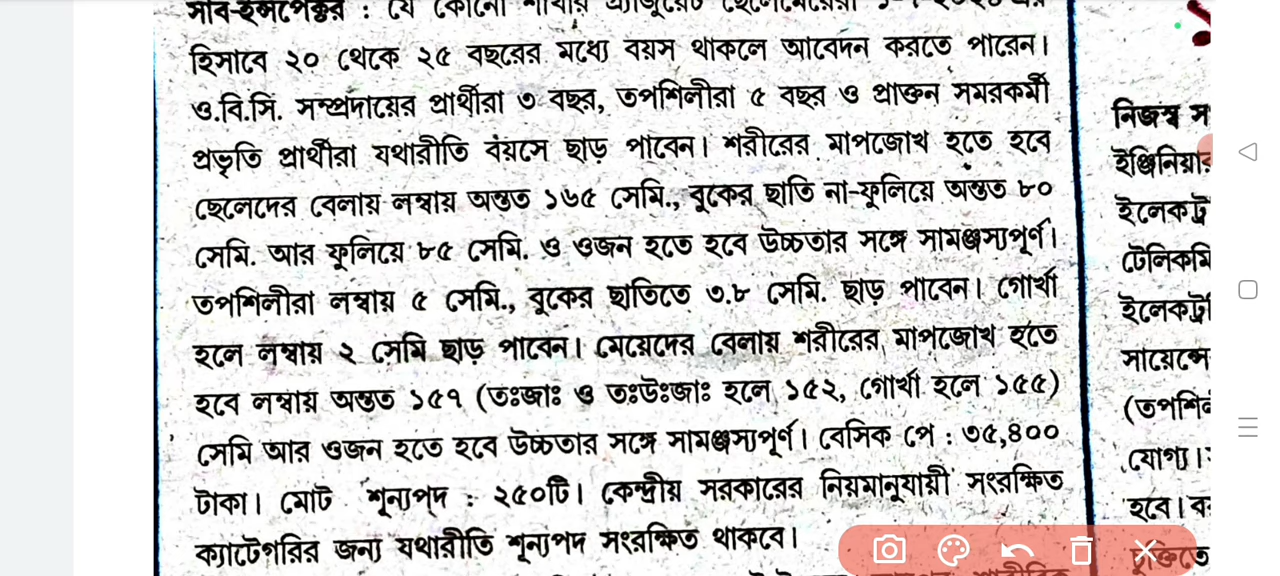 সাব-ইন্সপেক্টর : যে কোনো শাখার গ্র্যাজুয়েট ছেলেমেয়েরা
হিসাবে ২০ থেকে ২৫ বছরের মধ্যে বয়স থাকলে আবেদন করতে পারেন।
ও.বি.সি. সম্প্রদায়ের প্রার্থীরা ৩ বছর, তপশিলীরা ৫ বছর ও প্রাক্তন সমরকর্মী
প্রভৃতি প্রার্থীরা যথারীতি বয়সে ছাড় পাবেন। শরীরের মাপজোখ হতে হবে
ছেলেদের বেলায় লম্বায় অন্তত ১৬৫ সেমি., বুকের ছাতি না-ফুলিয়ে অন্তত ৮০
সেমি. আর ফুলিয়ে ৮৫ সেমি. ও ওজন হতে হবে উচ্চতার সঙ্গে সামঞ্জস্যপূর্ণ।
তপশিলীরা লম্বায় ৫ সেমি., বুকের ছাতিতে ৩.৮ সেমি. ছাড় পাবেন। গোর্খা
হলে লম্বায় ২ সেমি ছাড় পাবেন। মেয়েদের বেলায় শরীরের মাপজোখ হতে
হবে লম্বায় অন্তত ১৫৭ (তঃজাঃ ও তঃউঃজাঃ হলে ১৫২, গোর্খা হলে ১৫৫)
সেমি আর ওজন হতে হবে উচ্চতার সঙ্গে সামঞ্জস্যপূর্ণ। বেসিক পে : ৩৫,৪০০
টাকা। মোট শূন্যপদ : ২৫০টি। কেন্দ্রীয় সরকারের নিয়মানুযায়ী সংরক্ষিত
ক্যাটেগরির জন্য যথারীতি শূন্যপদ সংরক্ষিত থাকবে।
নিজস্ব স
ইঞ্জিনিয়ার
ইলেকট্র
টেলিকমি
ইলেকট্রি
সায়েন্সে
(তপশি
যোগ্য।
হবে। ব
চুক্তিতে